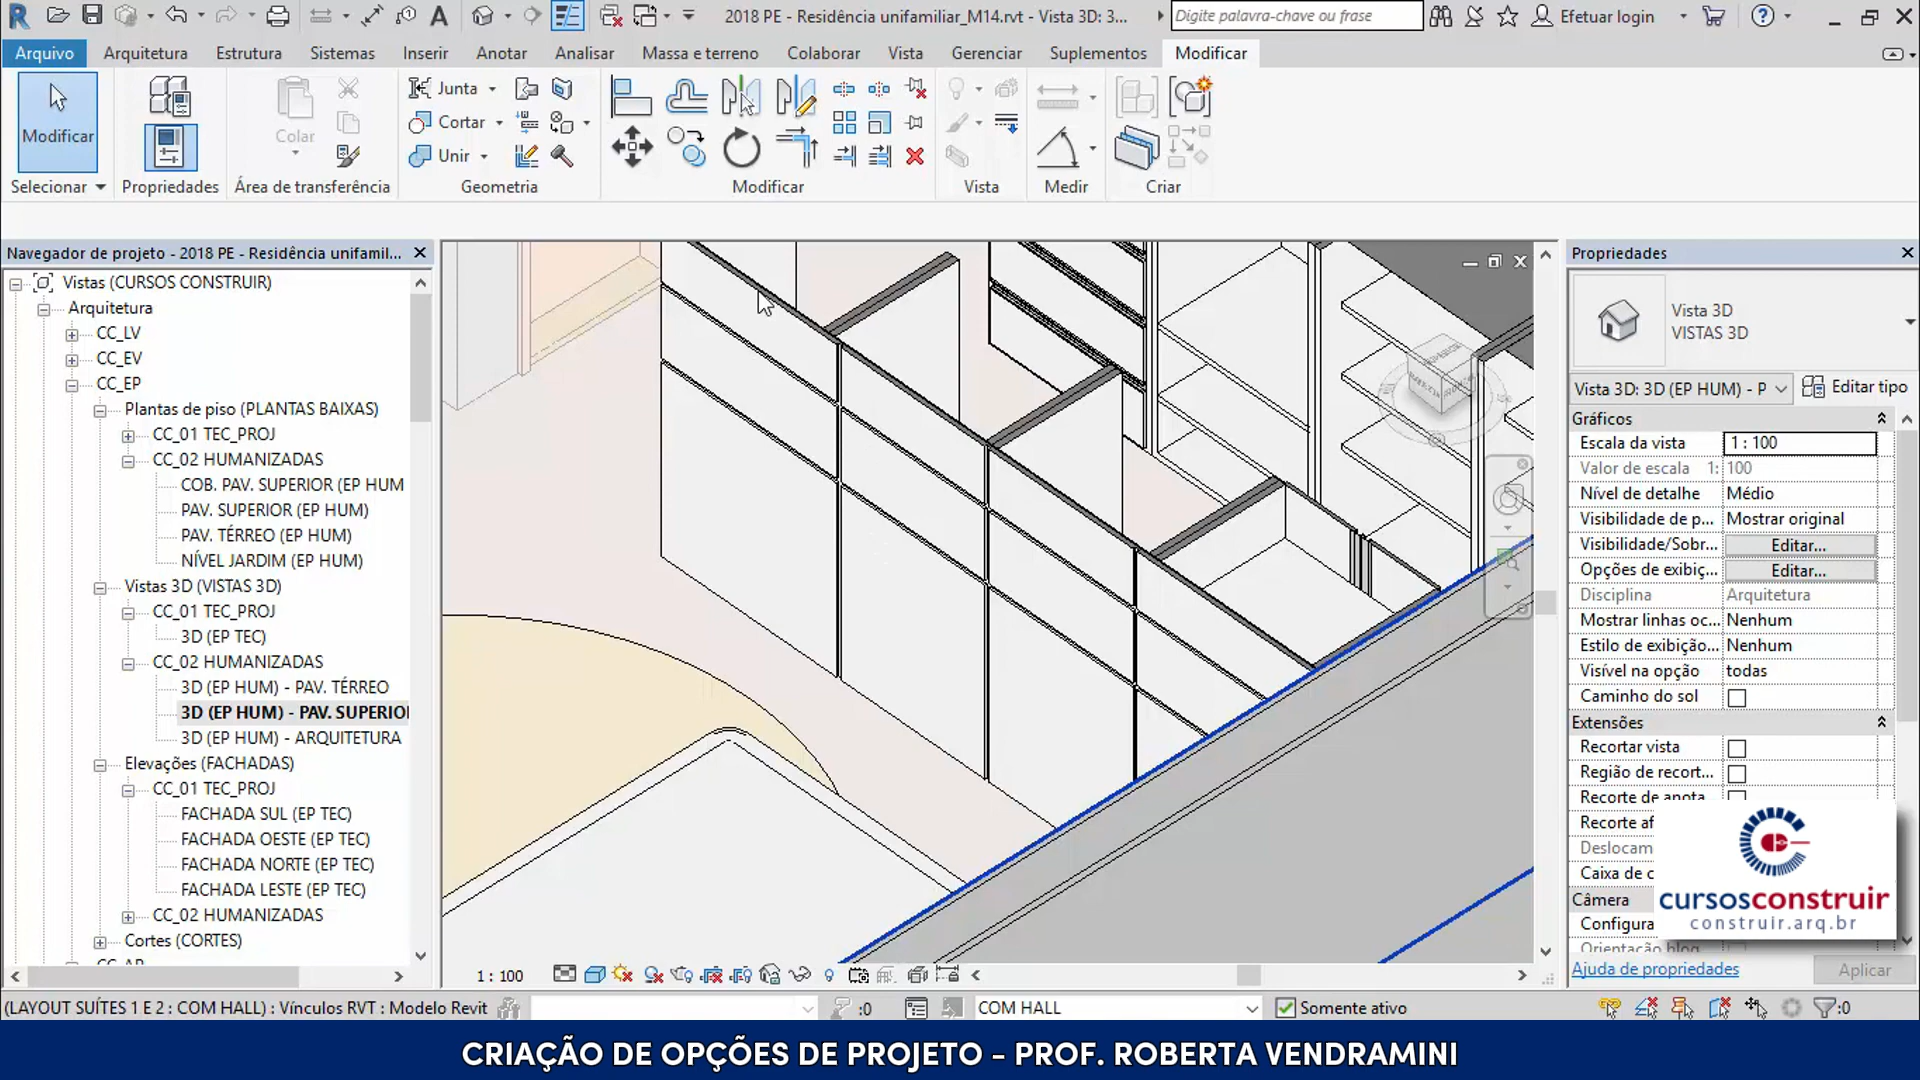 2018 PE - Residência unifamiliar_M14.rvt - Vista 3D: 3...
Digite palavra-chave ou frase
Efetuar login
Arquivo
Arquitetura
Estrutura
Sistemas
Inserir
Anotar
Analisar
Massa e terreno
Colaborar
Vista
Gerenciar
Suplementos
Modificar
Modificar
Colar
Junta
Cortar
Unir
Selecionar
Propriedades
Área de transferência
Geometria
Modificar
Vista
Medir
Criar
Navegador de projeto - 2018 PE - Residência unifamil...
Vistas (CURSOS CONSTRUIR)
Arquitetura
CC_LV
CC_EV
CC_EP
Plantas de piso (PLANTAS BAIXAS)
CC_01 TEC_PROJ
CC_02 HUMANIZADAS
COB. PAV. SUPERIOR (EP HUM
PAV. SUPERIOR (EP HUM)
PAV. TÉRREO (EP HUM)
NÍVEL JARDIM (EP HUM)
Vistas 3D (VISTAS 3D)
CC_01 TEC_PROJ
3D (EP TEC)
CC_02 HUMANIZADAS
3D (EP HUM) - PAV. TÉRREO
3D (EP HUM) - PAV. SUPERIO
3D (EP HUM) - ARQUITETURA
Elevações (FACHADAS)
CC_01 TEC_PROJ
FACHADA SUL (EP TEC)
FACHADA OESTE (EP TEC)
FACHADA NORTE (EP TEC)
FACHADA LESTE (EP TEC)
CC_02 HUMANIZADAS
Cortes (CORTES)
Propriedades
Vista 3D
VISTAS 3D
Vista 3D: 3D (EP HUM) - P
Editar tipo
Gráficos
Escala da vista 1 : 100
Valor de escala 1: 100
Nível de detalhe Médio
Visibilidade de p... Mostrar original
Visibilidade/Sobr... Editar...
Opções de exibiç... Editar...
Disciplina Arquitetura
Mostrar linhas oc... Nenhum
Estilo de exibição... Nenhum
Visível na opção todas
Caminho do sol
Extensões
Recortar vista
Região de recort...
Recorte de anota
Recorte af
Deslocam
Caixa de c
Câmera
Configura
Ajuda de propriedades
Aplicar
cursosconstruir
construir.arq.br
1 : 100
(LAYOUT SUÍTES 1 E 2 : COM HALL) : Vínculos RVT : Modelo Revit
:0
COM HALL
Somente ativo
:0
CRIAÇÃO DE OPÇÕES DE PROJETO - PROF. ROBERTA VENDRAMINI